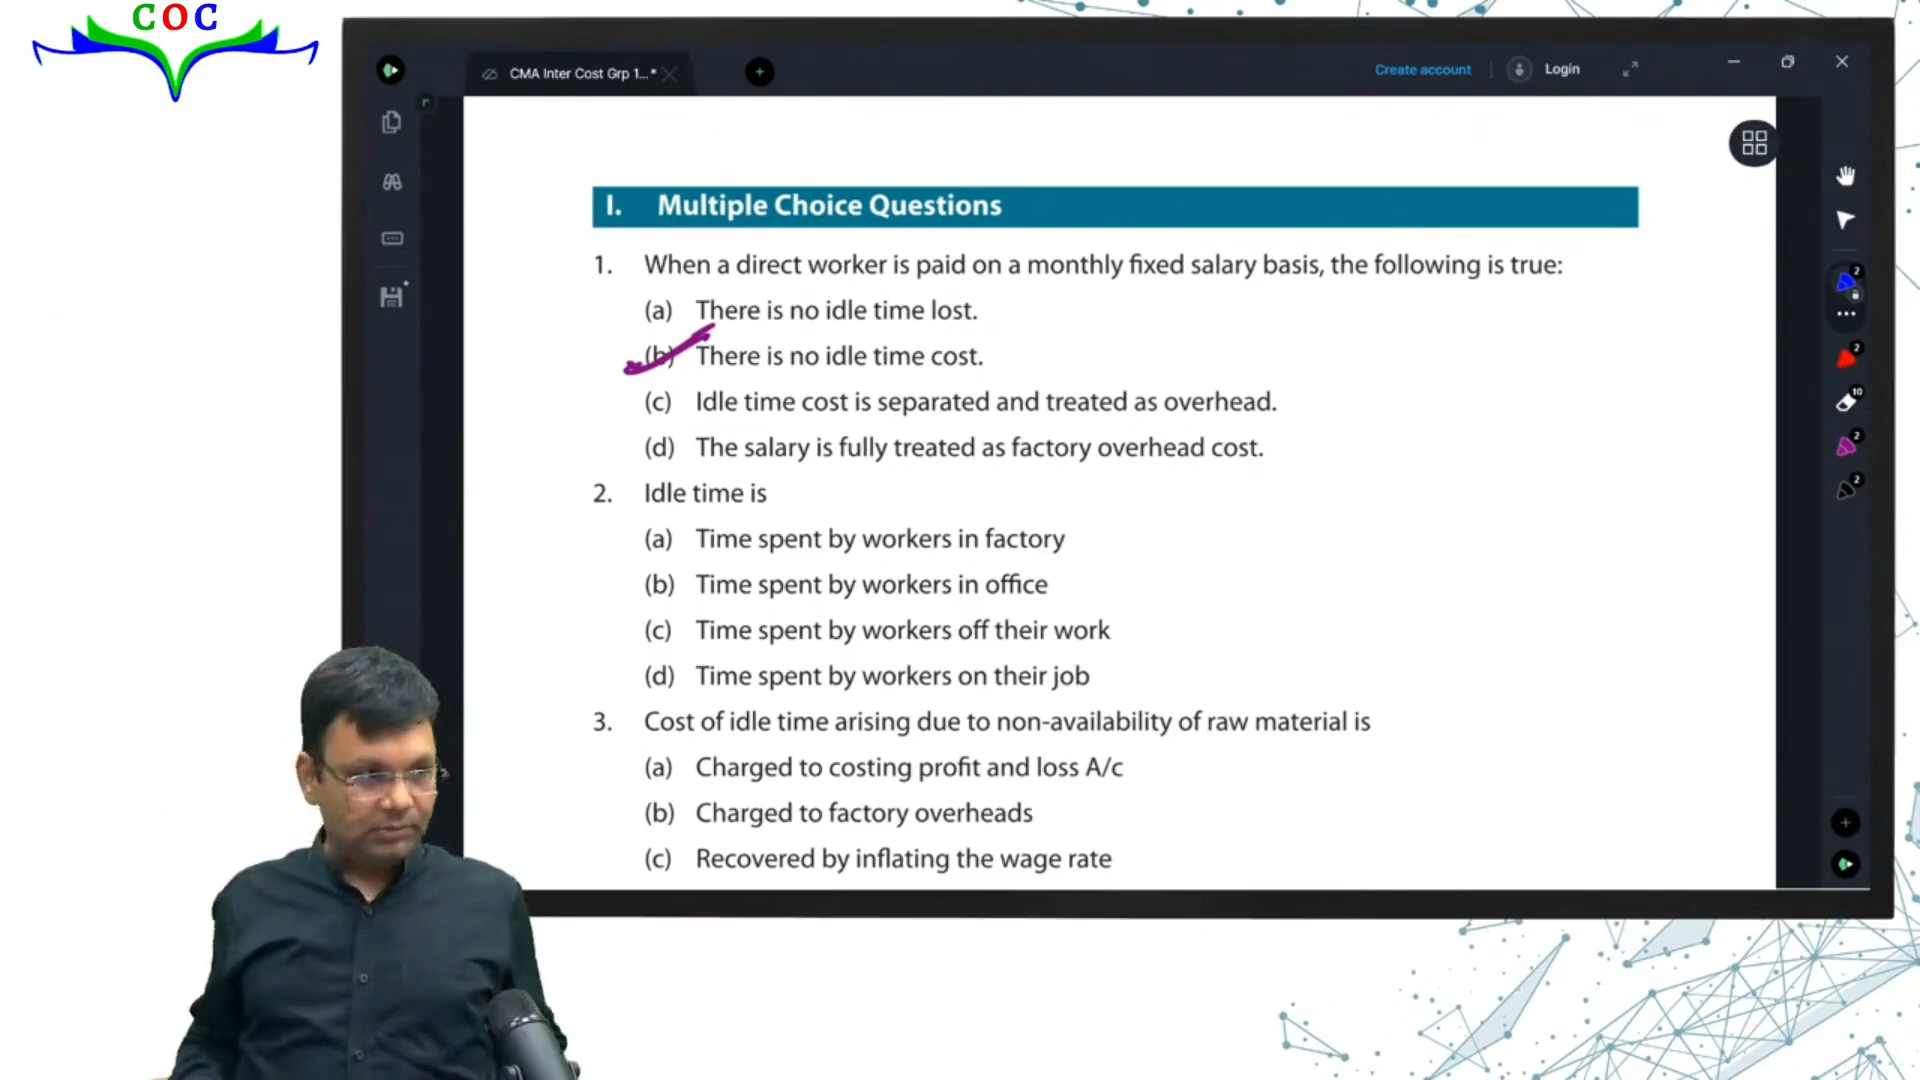 COC
CMA Inter Cost Grp 1...*
Create account
Login
I. Multiple Choice Questions
1. When a direct worker is paid on a monthly fixed salary basis, the following is true:
(a) There is no idle time lost.
(b) There is no idle time cost.
(c) Idle time cost is separated and treated as overhead.
(d) The salary is fully treated as factory overhead cost.
2. Idle time is
(a) Time spent by workers in factory
(b) Time spent by workers in office
(c) Time spent by workers off their work
(d) Time spent by workers on their job
3. Cost of idle time arising due to non-availability of raw material is
(a) Charged to costing profit and loss A/c
(b) Charged to factory overheads
(c) Recovered by inflating the wage rate
2
2
10
2
2